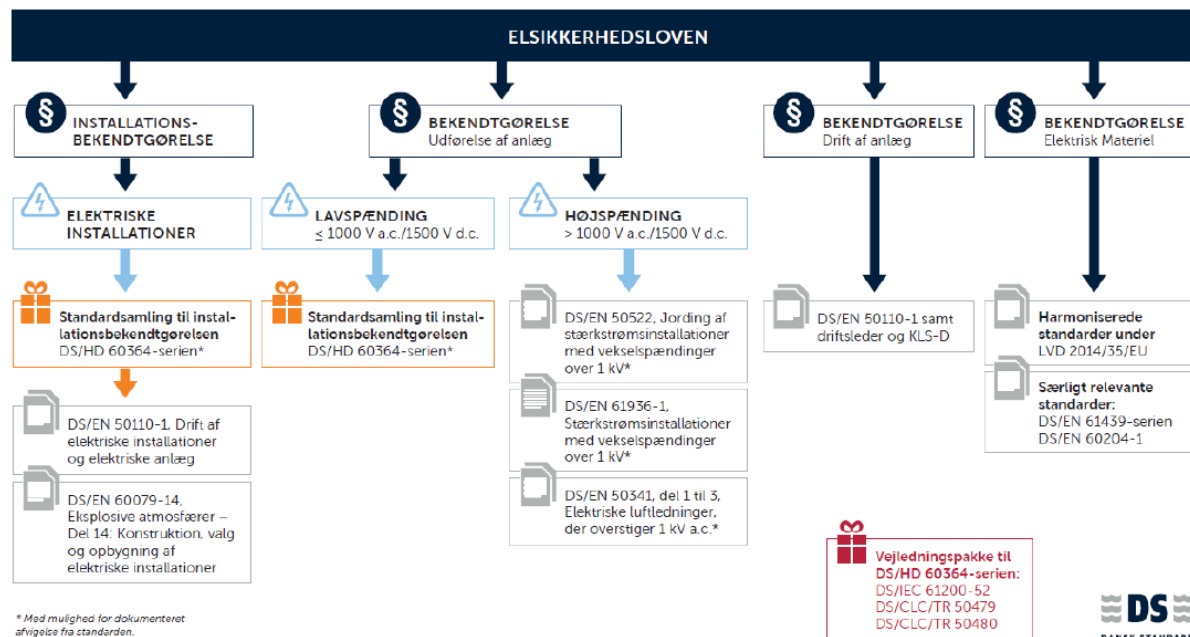 ELSIKKERHEDSLOVEN
§
INSTALLATIONS-
BEKENDTGØRELSE
§
BEKENDTGØRELSE
Udførelse af anlæg
§
BEKENDTGØRELSE
Drift af anlæg
§
BEKENDTGØRELSE
Elektrisk Materiel
ELEKTRISKE
INSTALLATIONER
LAVSPÆNDING
≤ 1000 V a.c./1500 V d.c.
HØJSPÆNDING
> 1000 V a.c./1500 V d.c.
Standardsamling til instal-
lationsbekendtgørelsen
DS/HD 60364-serien*
Standardsamling til instal-
lationsbekendtgørelsen
DS/HD 60364-serien*
DS/EN 50522, Jording af
stærkstrømsinstallationer
med vekselspændinger
over 1 kV*
DS/EN 50110-1 samt
driftsleder og KLS-D
Harmoniserede
standarder under
LVD 2014/35/EU
DS/EN 50110-1, Drift af
elektriske installationer
og elektriske anlæg
DS/EN 61936-1,
Stærkstrømsinstallationer
med vekselspændinger
over 1 kV*
Særligt relevante
standarder:
DS/EN 61439-serien
DS/EN 60204-1
DS/EN 60079-14,
Eksplosive atmosfærer –
Del 14: Konstruktion, valg
og opbygning af
elektriske installationer
DS/EN 50341, del 1 til 3,
Elektriske luftledninger,
der overstiger 1 kV a.c.*
Vejledningspakke til
DS/HD 60364-serien:
DS/IEC 61200-52
DS/CLC/TR 50479
DS/CLC/TR 50480
* Med mulighed for dokumenteret
afvigelse fra standarden.
DS
DANSK STANDARD